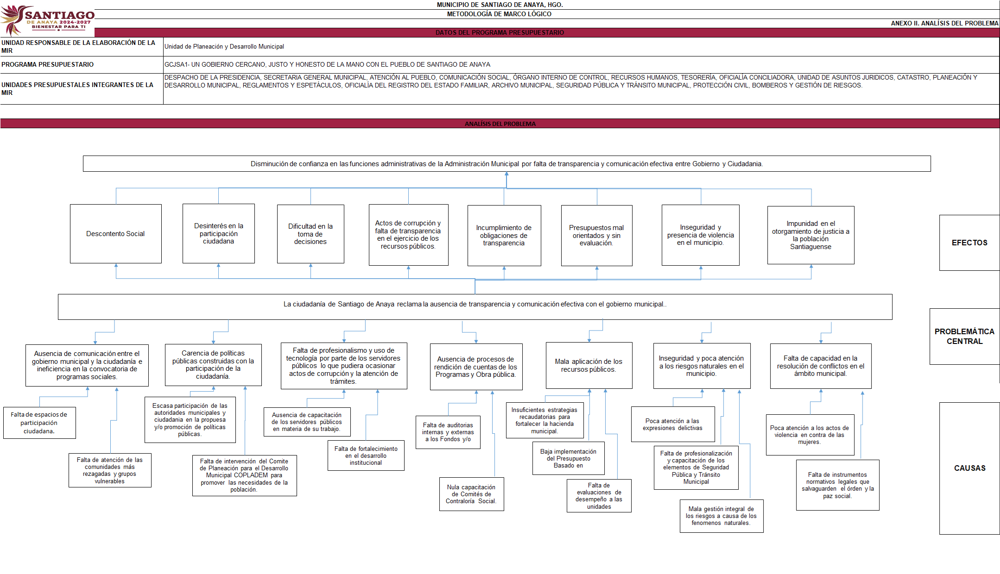 MUNICIPIO DE SANTIAGO DE ANAYA, HGO.
METODOLOGÍA DE MARCO LÓGICO
ANEXO II. ANALÍSIS DEL PROBLEMA
SANTIAGO
DE ANAYA 2024-2027
BIENESTAR PARA TI
DATOS DEL PROGRAMA PRESUPUESTARIO
UNIDAD RESPONSABLE DE LA ELABORACIÓN DE LA
MIR
Unidad de Planeación y Desarrollo Municipal
PROGRAMA PRESUPUESTARIO
GCJSA1- UN GOBIERNO CERCANO, JUSTO Y HONESTO DE LA MANO CON EL PUEBLO DE SANTIAGO DE ANAYA
UNIDADES PRESUPUESTALES INTEGRANTES DE LA
MIR
DESPACHO DE LA PRESIDENCIA, SECRETARIA GENERAL MUNICIPAL, ATENCIÓN AL PUEBLO, COMUNICACIÓN SOCIAL, ÓRGANO INTERNO DE CONTROL, RECURSOS HUMANOS, TESORERÍA, OFICIALÍA CONCILIADORA, UNIDAD DE ASUNTOS JURIDICOS, CATASTRO, PLANEACIÓN Y
DESARROLLO MUNICIPAL, REGLAMENTOS Y ESPETÁCULOS, OFICIALÍA DEL REGISTRO DEL ESTADO FAMILIAR, ARCHIVO MUNICIPAL, SEGURIDAD PÚBLICA Y TRÁNSITO MUNICIPAL, PROTECCIÓN CIVIL, BOMBEROS Y GESTIÓN DE RIESGOS.
ANALÍSIS DEL PROBLEMA
Disminución de confianza en las funciones administrativas de la Administración Municipal por falta de transparencia y comunicación efectiva entre Gobierno y Ciudadania.
Descontento Social
Desinterés en la
participación
ciudadana
Dificultad en la
toma de
decisiones
Actos de corrupción y
falta de transparencia
en el ejercicio de los
recursos públicos.
Incumplimiento de
obligaciones de
transparencia
Presupuestos mal
orientados y sin
evaluación.
Inseguridad y
presencia de violencia
en el municipio.
Impunidad en el
otorgamiento de justicia a
la población
Santiaguense
EFECTOS
La ciudadanía de Santiago de Anaya reclama la ausencia de transparencia y comunicación efectiva con el gobierno municipal..
PROBLEMÁTICA
CENTRAL
Ausencia de comunicación entre el
gobierno municipal y la ciudadanía e
ineficiencia en la convocatoria de
programas sociales.
Carencia de políticas
públicas construidas con la
participación de la
ciudadanía.
Falta de profesionalismo y uso de
tecnología por parte de los servidores
públicos lo que pudiera ocasionar
actos de corrupción y la atención de
trámites.
Ausencia de procesos de
rendición de cuentas de los
Programas y Obra pública.
Mala aplicación de los
recursos públicos.
Inseguridad y poca atención
a los riesgos naturales en el
municipio.
Falta de capacidad en la
resolución de conflictos en el
ámbito municipal.
Falta de espacios de
participación
ciudadana.
Falta de atención de las
comunidades más
rezagadas y grupos
vulnerables
Escasa participación de las
autoridades municipales y
ciudadania en la propuesa
y/o promoción de políticas
públicas.
Falta de intervención del Comite
de Planeación para el Desarrollo
Municipal COPLADEM para
promover las necesidades de la
población.
Ausencia de capacitación
de los servidores públicos
en materia de su trabajo.
Falta de fortalecimiento
en el desarrollo
institucional
Falta de auditorias
internas y externas
a los Fondos y/o
Nula capacitación
de Comités de
Contraloría Social.
Insuficientes estrategias
recaudatorias para
fortalecer la hacienda
municipal.
Baja implementación
del Presupuesto
Basado en
Falta de
evaluaciones de
desempeño a las
unidades
Poca atención a las
expresiones delictivas
Falta de profesionalización
y capacitación de los
elementos de Seguridad
Pública y Tránsito
Municipal
Mala gestión integral de
los riesgos a causa de los
fenomenos naturales.
Poca atención a los actos de
violencia en contra de las
mujeres.
Falta de instrumentos
normativos legales que
salvaguarden el órden y la
paz social.
CAUSAS